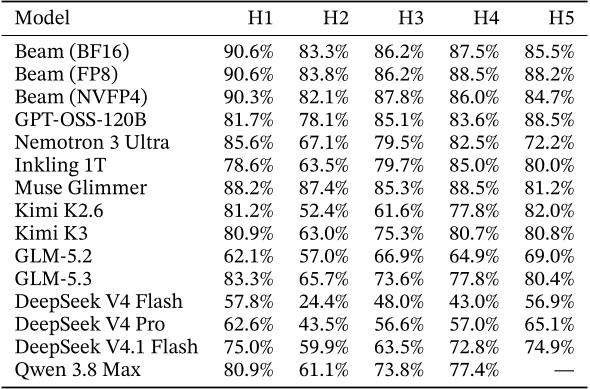 Model H1 H2 H3 H4 H5
Beam (BF16) 90.6% 83.3% 86.2% 87.5% 85.5%
Beam (FP8) 90.6% 83.8% 86.2% 88.5% 88.2%
Beam (NVFP4) 90.3% 82.1% 87.8% 86.0% 84.7%
GPT-OSS-120B 81.7% 78.1% 85.1% 83.6% 88.5%
Nemotron 3 Ultra 85.6% 67.1% 79.5% 82.5% 72.2%
Inkling 1T 78.6% 63.5% 79.7% 85.0% 80.0%
Muse Glimmer 88.2% 87.4% 85.3% 88.5% 81.2%
Kimi K2.6 81.2% 52.4% 61.6% 77.8% 82.0%
Kimi K3 80.9% 63.0% 75.3% 80.7% 80.8%
GLM-5.2 62.1% 57.0% 66.9% 64.9% 69.0%
GLM-5.3 83.3% 65.7% 73.6% 77.8% 80.4%
DeepSeek V4 Flash 57.8% 24.4% 48.0% 43.0% 56.9%
DeepSeek V4 Pro 62.6% 43.5% 56.6% 57.0% 65.1%
DeepSeek V4.1 Flash 75.0% 59.9% 63.5% 72.8% 74.9%
Qwen 3.8 Max 80.9% 61.1% 73.8% 77.4% —